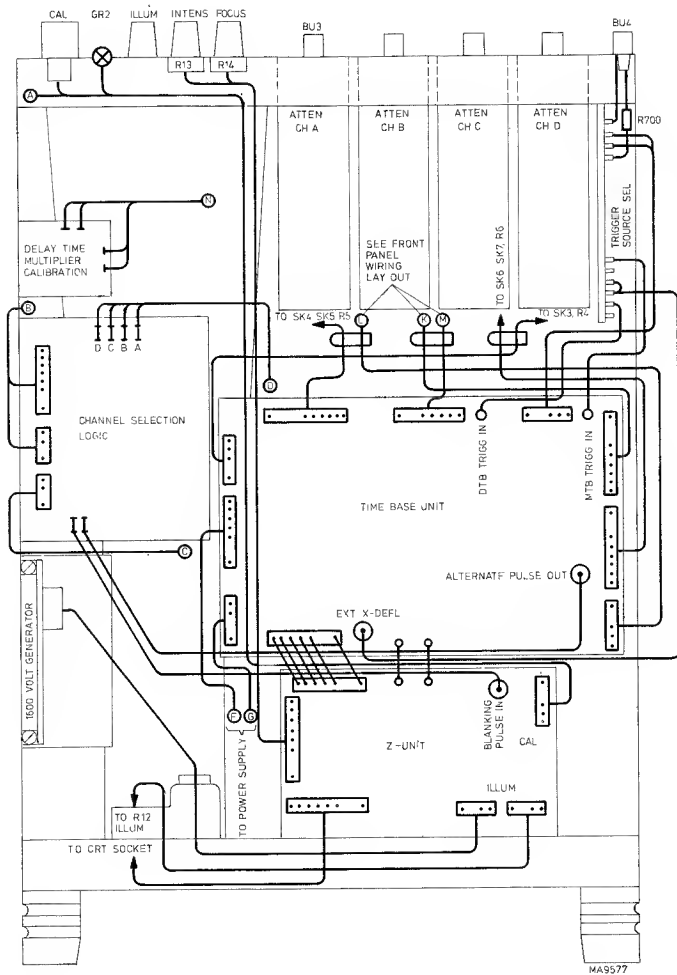 CAL GR2 ILLUM INTENS FOCUS BU3 BU4
R13 R14
A
ATTEN
CH A
ATTEN
CH B
ATTEN
CH C
ATTEN
CH D
R700
TRIGGER
SOURCE SEL
N
DELAY TIME
MULTIPLIER
CALIBRATION
SEE FRONT
PANEL
WIRING
LAY OUT
TO SK6 SK7, R6
B
TO SK4 SK5 R5
L
K
M
TO SK3, R4
D C B A
D
CHANNEL SELECTION
LOGIC
DTB TRIGG IN
MTB TRIGG IN
TIME BASE UNIT
C
ALTERNATF PULSE OUT
EXT X-DEFL
1600 VOLT GENERATOR
F
G
BLANKING
PULSE IN
CAL
Z-UNIT
TO POWER SUPPLY
ILLUM
TO R12
ILLUM
TO CRT SOCKET
MA9577